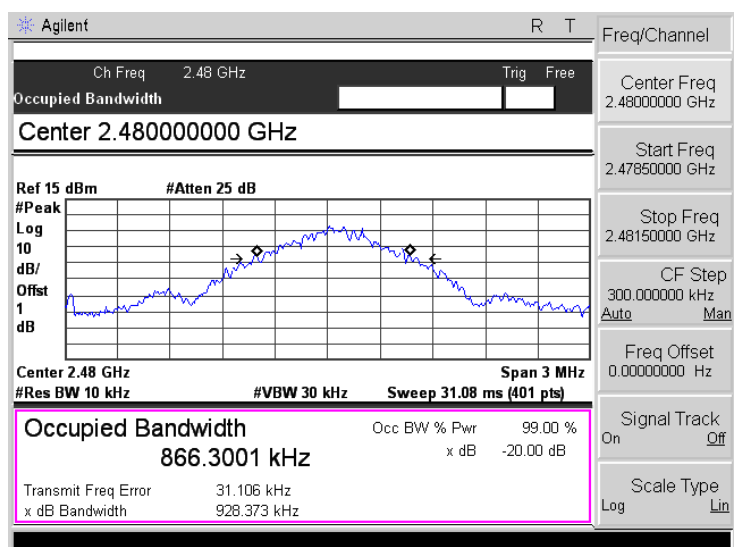 Agilent
R T
Ch Freq 2.48 GHz Trig Free
Occupied Bandwidth
Center 2.480000000 GHz
Ref 15 dBm #Atten 25 dB
#Peak
Log
10
dB/
Offst
1
dB
Center 2.48 GHz Span 3 MHz
#Res BW 10 kHz #VBW 30 kHz Sweep 31.08 ms (401 pts)
Occupied Bandwidth
866.3001 kHz
Occ BW % Pwr 99.00 %
x dB -20.00 dB
Transmit Freq Error 31.106 kHz
x dB Bandwidth 928.373 kHz
Freq/Channel
Center Freq
2.48000000 GHz
Start Freq
2.47850000 GHz
Stop Freq
2.48150000 GHz
CF Step
300.000000 kHz
Auto Man
Freq Offset
0.00000000 Hz
Signal Track
On Off
Scale Type
Log Lin